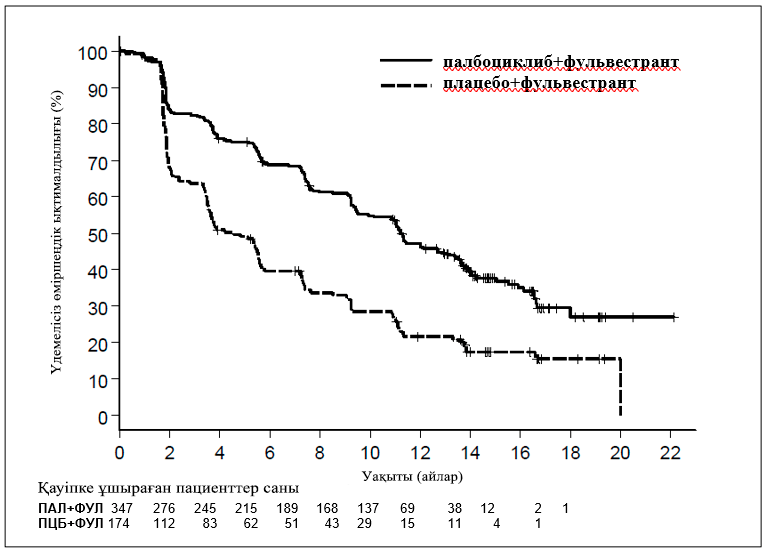 100
90
80
70
60
50
40
30
20
10
0
Үдемелісіз өміршеңдік ықтималдылығы (%)
палбоциклиб+фульвестрант
плацебо+фульвестрант
0 2 4 6 8 10 12 14 16 18 20 22
Уақыты (айлар)
Қауіпке ұшыраған пациенттер саны
ПАЛ+ФУЛ 347 276 245 215 189 168 137 69 38 12 2 1
ПЦБ+ФУЛ 174 112 83 62 51 43 29 15 11 4 1